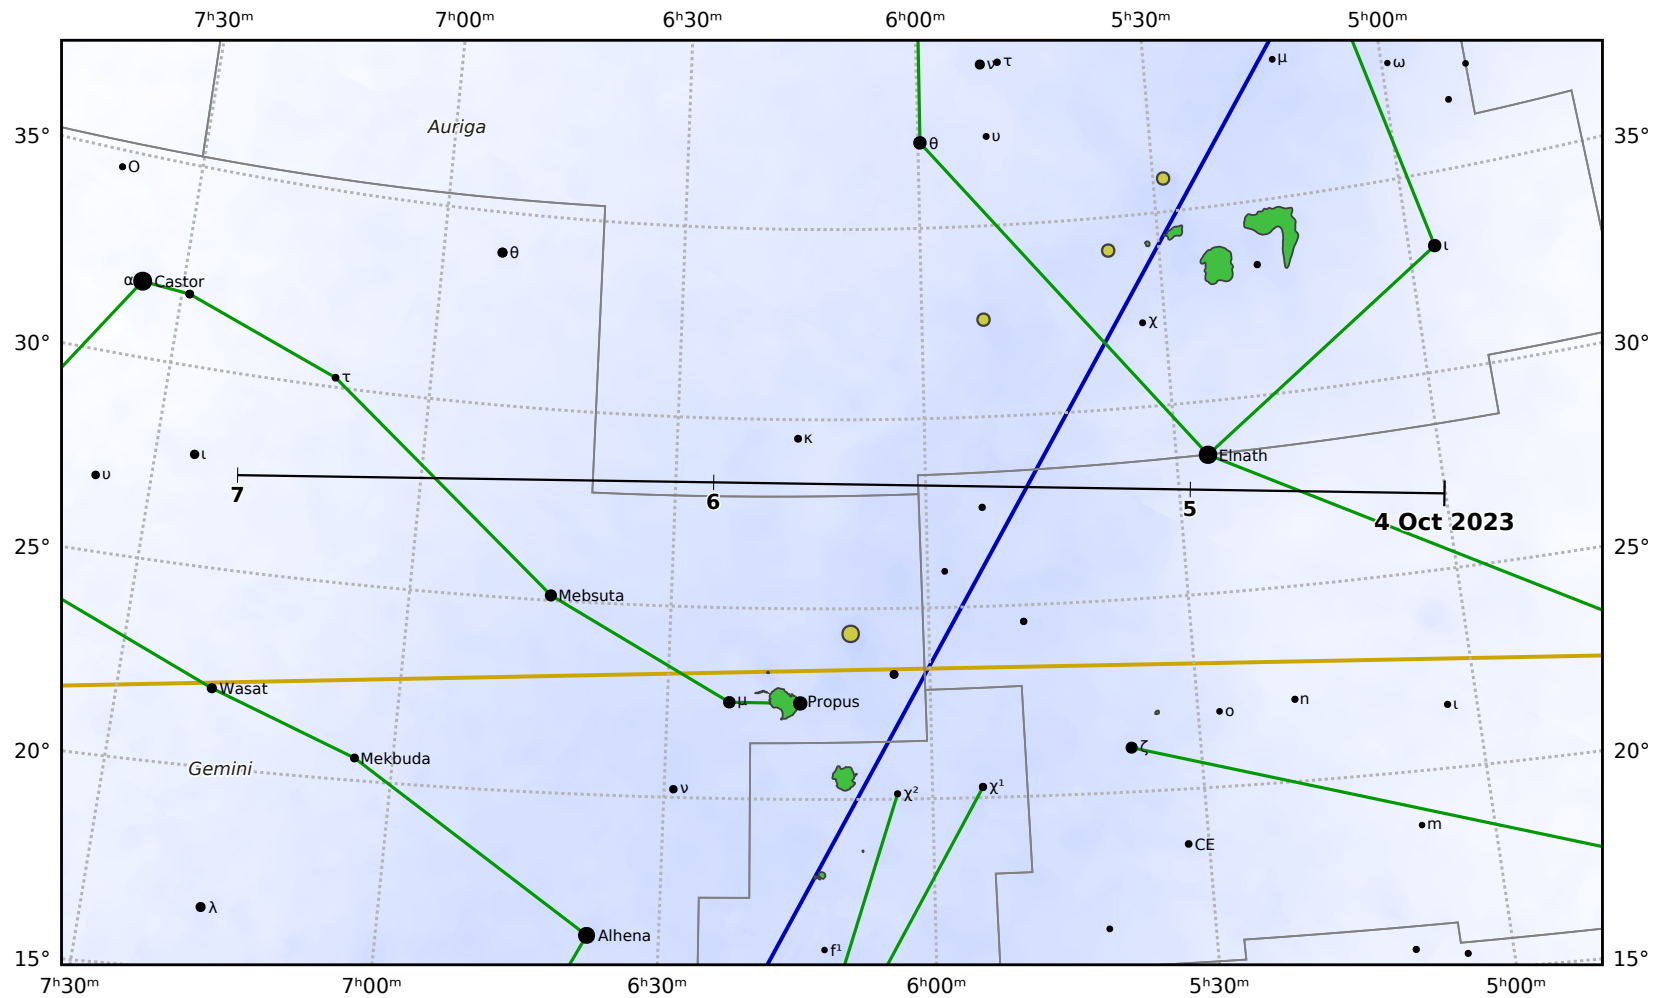 7ʰ30ᵐ 7ʰ00ᵐ 6ʰ30ᵐ 6ʰ00ᵐ 5ʰ30ᵐ 5ʰ00ᵐ
ν τ μ ω
35° Auriga υ θ 35°
Ο
θ ι
α Castor
χ
30° 30°
τ
κ
ι Elnath
υ
7 6 5
4 Oct 2023
25° 25°
Mebsuta
Wasat μ Propus ο n ι
ζ
20° Gemini Mekbuda 20°
ν χ² χ¹
m
CE
λ
Alhena f¹
15° 15°
7ʰ30ᵐ 7ʰ00ᵐ 6ʰ30ᵐ 6ʰ00ᵐ 5ʰ30ᵐ 5ʰ00ᵐ